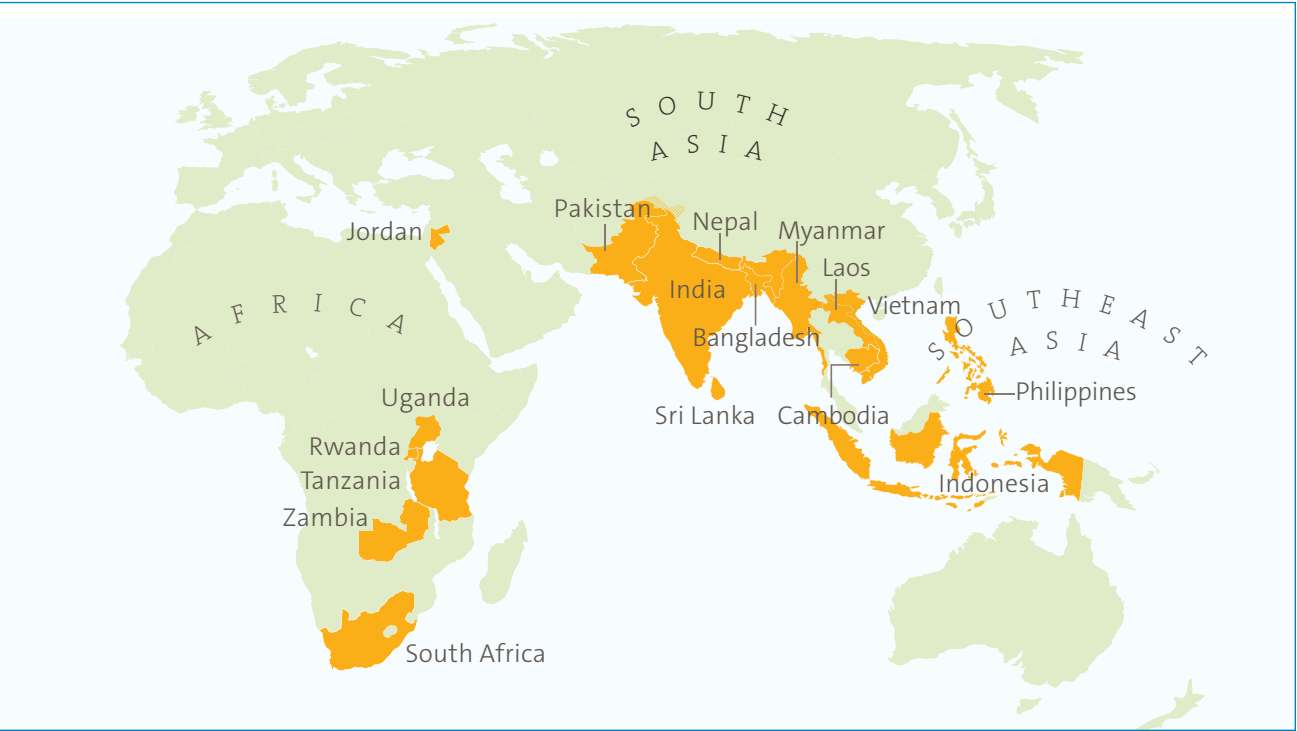 SOUTH
ASIA
Pakistan
Nepal
Myanmar
Jordan
Laos
India
Vietnam
SOUTHEAST
ASIA
AFRICA
Bangladesh
Philippines
Uganda
Sri Lanka
Cambodia
Rwanda
Tanzania
Indonesia
Zambia
South Africa